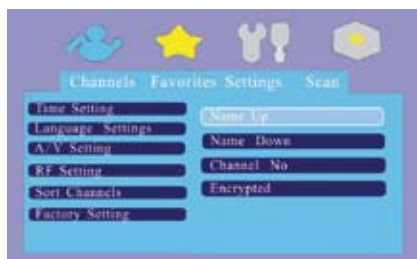 Channels Favorites Settings Scan
Time Setting
Language Settings
A/V Setting
RF Setting
Sort Channels
Factory Setting
Name Up
Name Down
Channel No
Encrypted